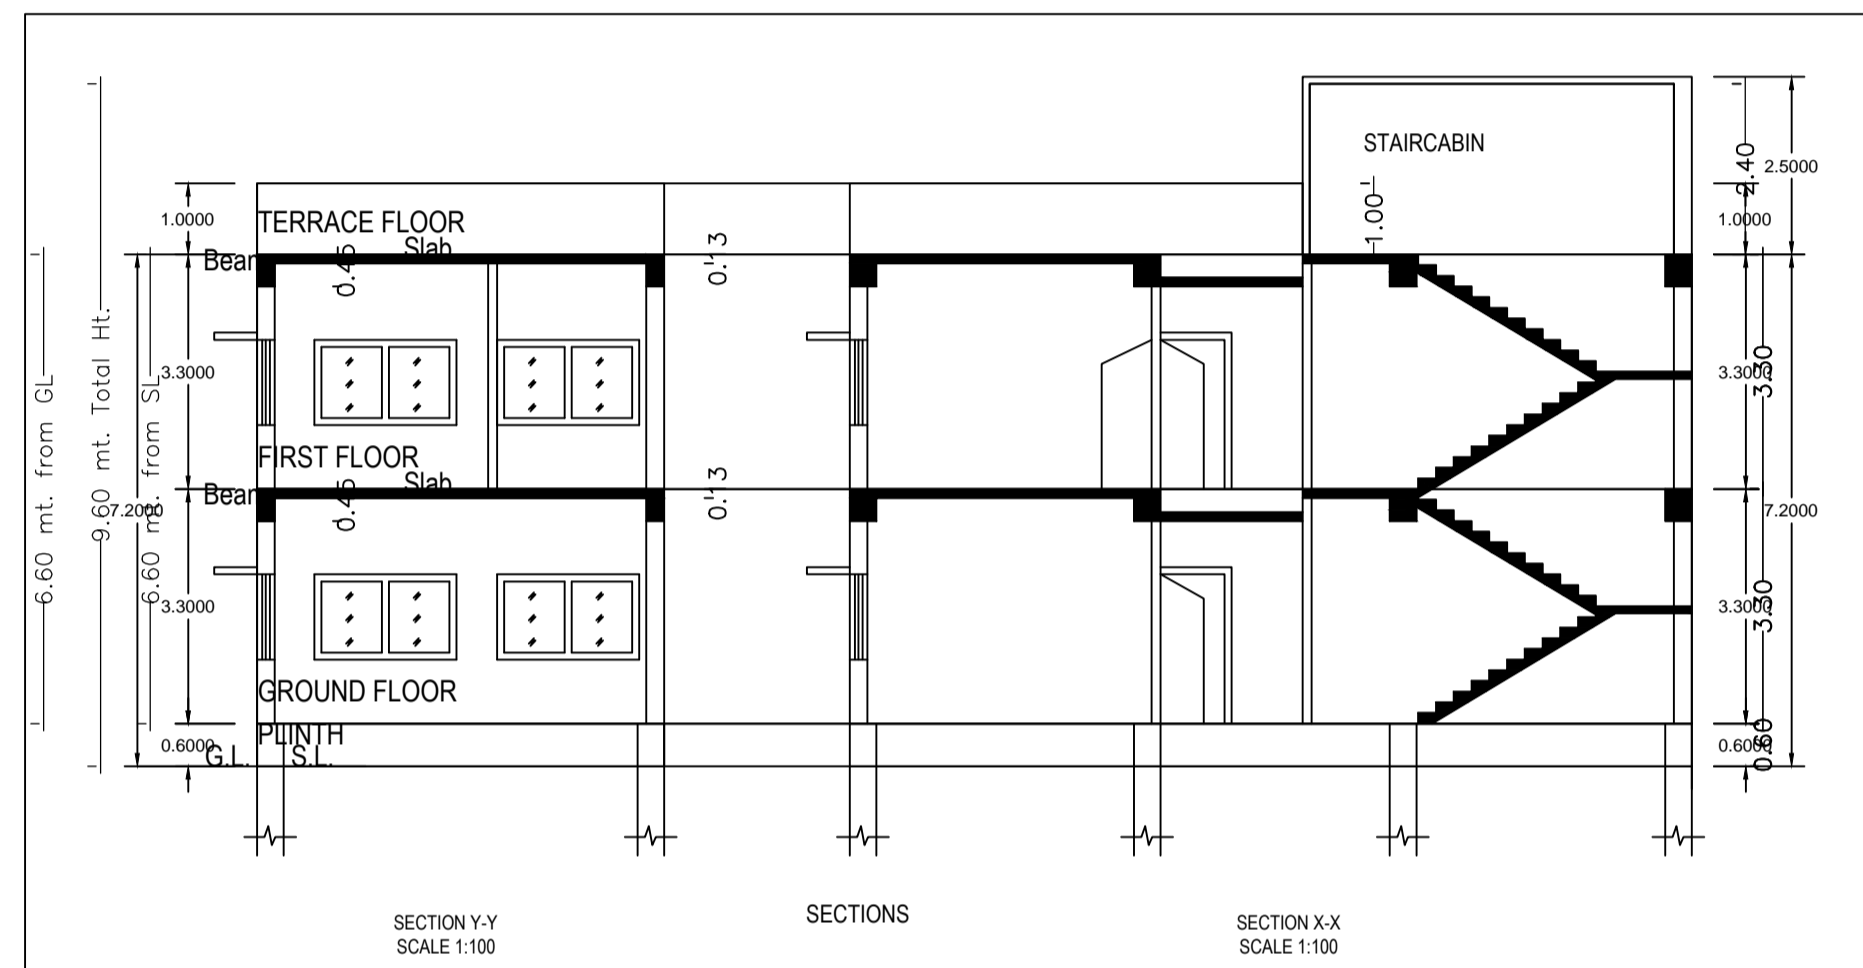 STAIRCABIN
2.40
2.5000
1.0000
TERRACE FLOOR
1.00
1.0000
Slab
Beam
0.45
0.13
9.60 mt. Total Ht.
6.60 mt. from GL
6.60 mt. from SL
3.3000
3.3000
3.30
FIRST FLOOR
Slab
Beam
0.45
0.13
7.2000
7.2000
3.3000
3.3000
3.30
GROUND FLOOR
PLINTH
0.6000
0.6000
0.60
G.L.
S.L.
SECTIONS
SECTION Y-Y
SCALE 1:100
SECTION X-X
SCALE 1:100